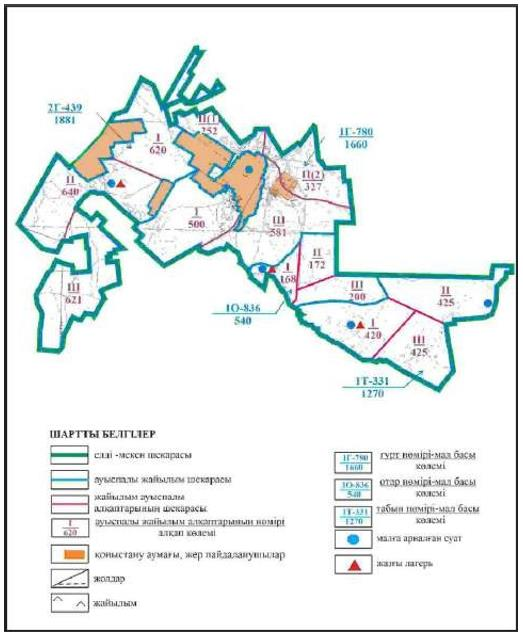 2Г-439
1881
I
620
II(1)
252
1Г-780
1660
II
640
II(2)
327
I
500
III
581
III
621
II
172
I
168
1О-836
540
III
200
II
425
I
420
III
425
1Т-331
1270
ШАРТТЫ БЕЛГІЛЕР
елді -мекен шекарасы
ауыспалы жайылым шекарасы
жайылым ауыспалы
алқаптарының шекарасы
I
620
ауыспалы жайылым алқаптарының нөмірі
алқап көлемі
қоныстану аумағы, жер пайдаланушылар
жолдар
жайылым
1Г-780
1660
гурт нөмірі-мал басы
көлемі
1О-836
540
отар нөмірі-мал басы
көлемі
1Т-331
1270
табын нөмірі-мал басы
көлемі
малға арналған суат
жазғы лагерь